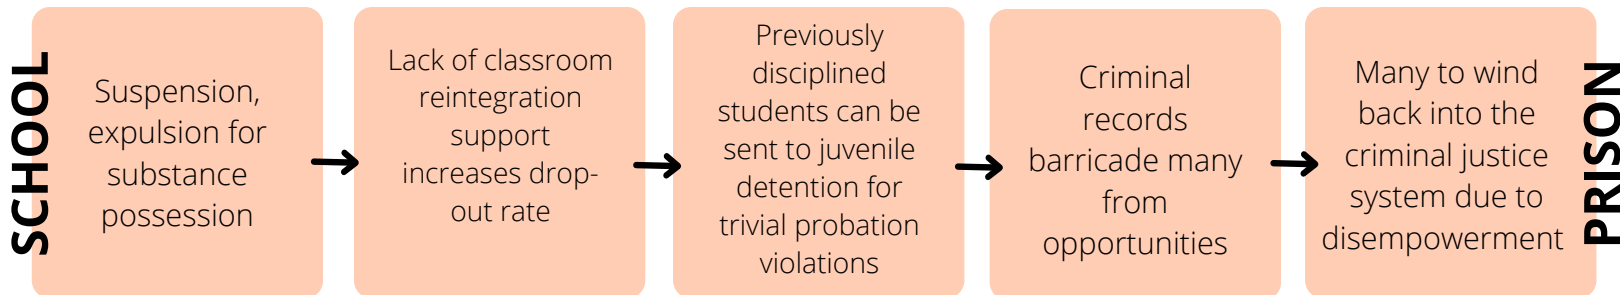 SCHOOL
Suspension,
expulsion for
substance
possession
Lack of classroom
reintegration
support
increases drop-
out rate
Previously
disciplined
students can be
sent to juvenile
detention for
trivial probation
violations
Criminal
records
barricade many
from
opportunities
Many to wind
back into the
criminal justice
system due to
disempowerment
PRISON